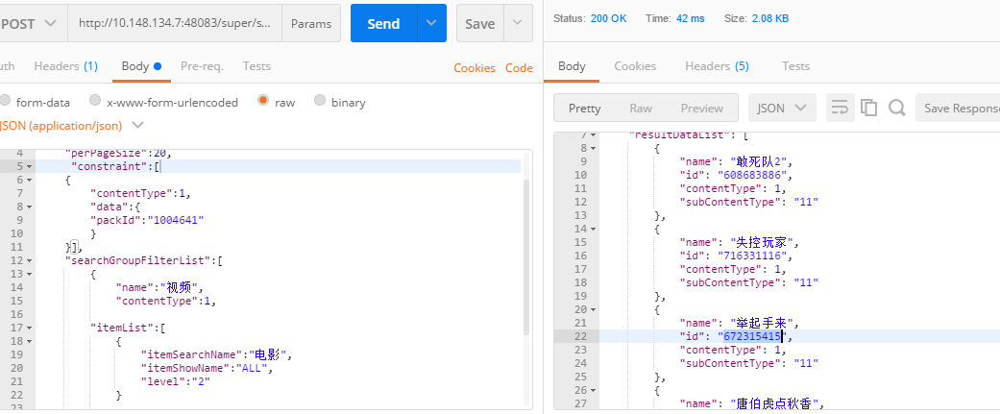 POST http://10.148.134.7:48083/super/s... Params Send Save
Status: 200 OK Time: 42 ms Size: 2.08 KB
uth Headers (1) Body Pre-req. Tests Cookies Code
Body Cookies Headers (5) Tests
form-data x-www-form-urlencoded raw binary
Pretty Raw Preview JSON Save Respons
JSON (application/json)
4 "perPageSize":20,
5 "constraint":[
6 {
7 "contentType":1,
8 "data":{
9 "packId":"1004641"
10 }
11 }],
12 "searchGroupFilterList":[
13 {
14 "name":"视频",
15 "contentType":1,
16
17 "itemList":[
18 {
19 "itemSearchName":"电影",
20 "itemShowName":"ALL",
21 "level":"2"
22 }
23
7 "resultDataList": [
8 {
9 "name": "敢死队2",
10 "id": "608683886",
11 "contentType": 1,
12 "subContentType": "11"
13 },
14 {
15 "name": "失控玩家",
16 "id": "716331116",
17 "contentType": 1,
18 "subContentType": "11"
19 },
20 {
21 "name": "举起手来",
22 "id": "672315415",
23 "contentType": 1,
24 "subContentType": "11"
25 },
26 {
27 "name": "唐伯虎点秋香",